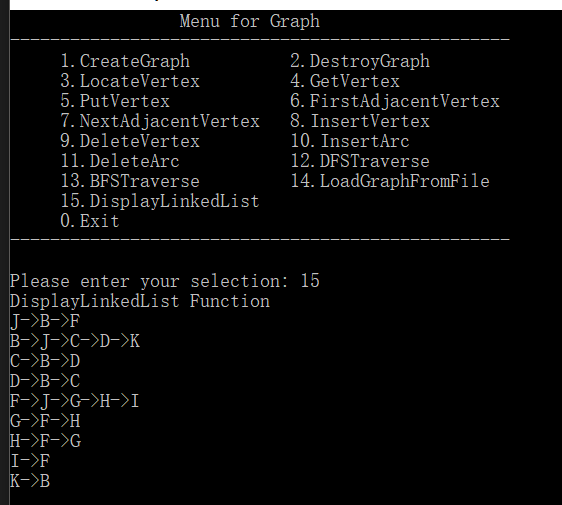 Menu for Graph
--------------------------------------------------
1.CreateGraph 2.DestroyGraph
3.LocateVertex 4.GetVertex
5.PutVertex 6.FirstAdjacentVertex
7.NextAdjacentVertex 8.InsertVertex
9.DeleteVertex 10.InsertArc
11.DeleteArc 12.DFSTraverse
13.BFSTraverse 14.LoadGraphFromFile
15.DisplayLinkedList
0.Exit
--------------------------------------------------
Please enter your selection: 15
DisplayLinkedList Function
J->B->F
B->J->C->D->K
C->B->D
D->B->C
F->J->G->H->I
G->F->H
H->F->G
I->F
K->B